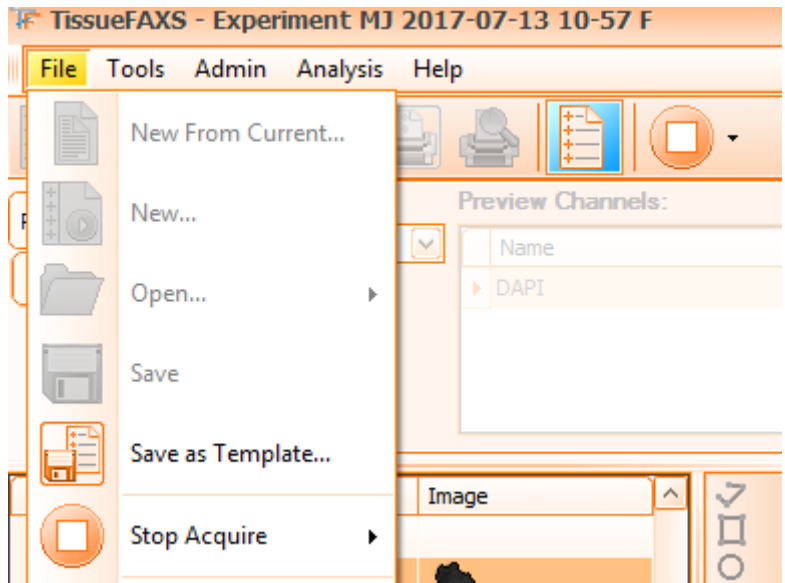 TissueFAXS - Experiment MJ 2017-07-13 10-57 F
File Tools Admin Analysis Help
New From Current...
New...
Open...
Save
Save as Template...
Stop Acquire
Preview Channels:
Name
DAPI
Image